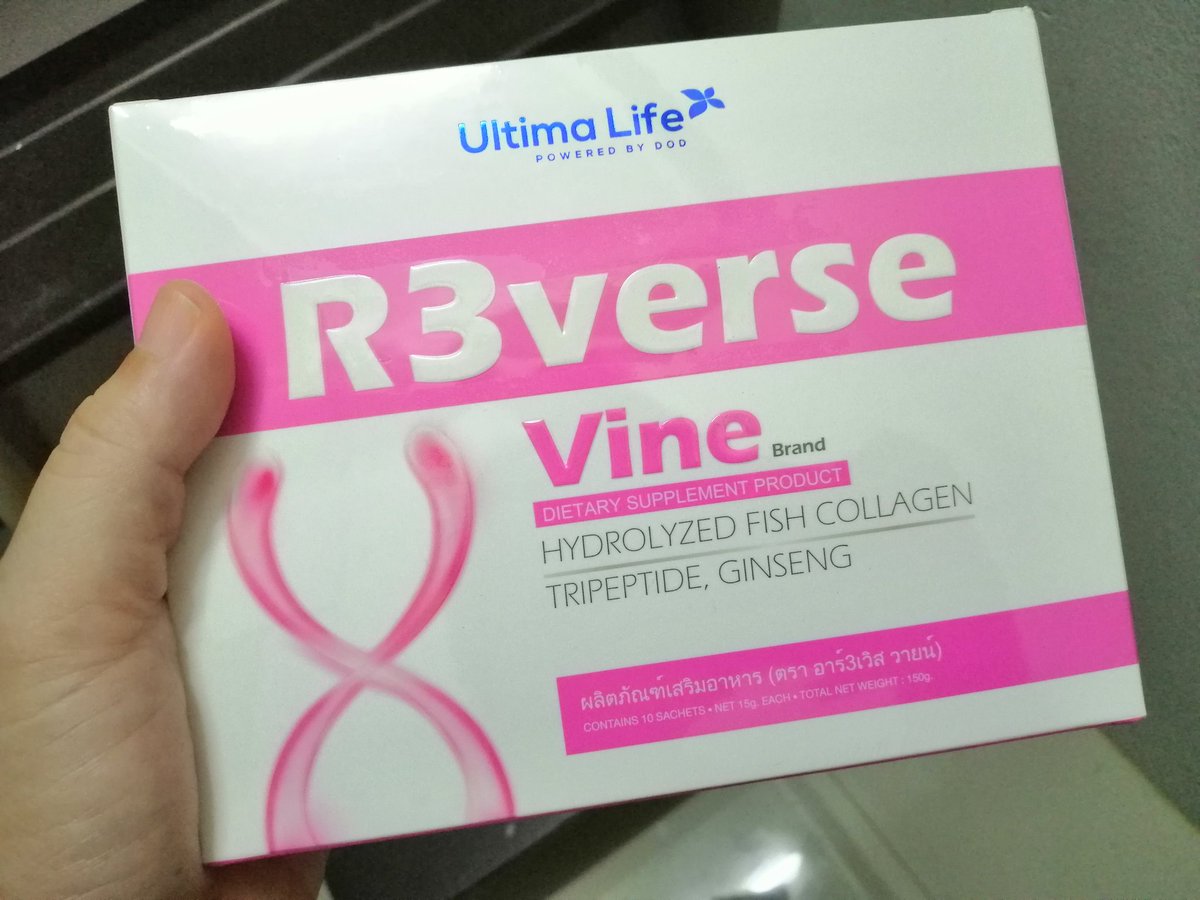 Ultima Life
POWERED BY DOD
R3verse
Vine Brand
DIETARY SUPPLEMENT PRODUCT
HYDROLYZED FISH COLLAGEN
TRIPEPTIDE, GINSENG
ผลิตภัณฑ์เสริมอาหาร (ตรา อาร์3เวิส วายน์)
CONTAINS 10 SACHETS • NET 15g. EACH • TOTAL NET WEIGHT : 150g.